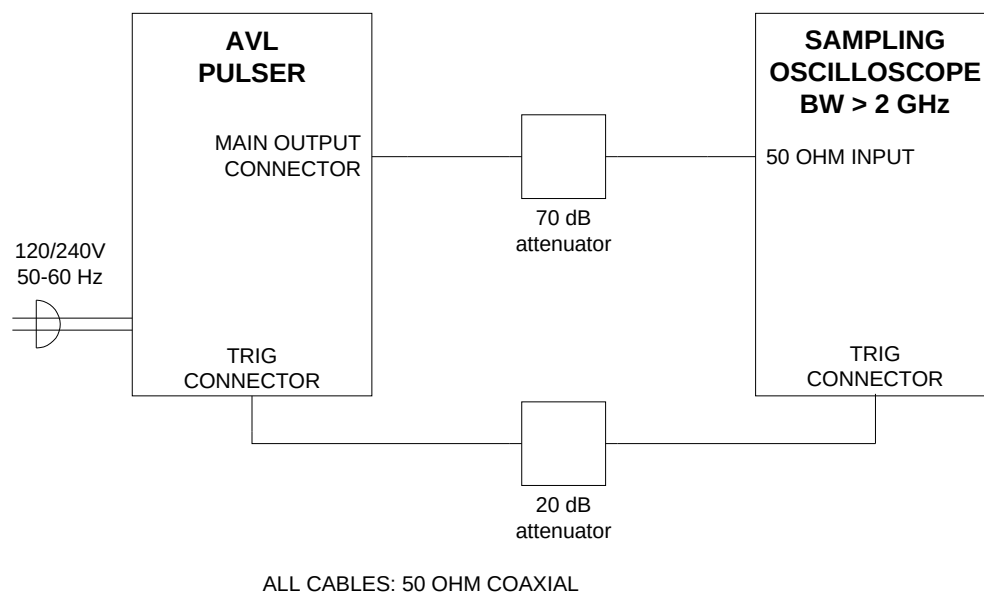 AVL
PULSER
SAMPLING
OSCILLOSCOPE
BW > 2 GHz
MAIN OUTPUT
CONNECTOR
50 OHM INPUT
70 dB
attenuator
120/240V
50-60 Hz
TRIG
CONNECTOR
TRIG
CONNECTOR
20 dB
attenuator
ALL CABLES: 50 OHM COAXIAL